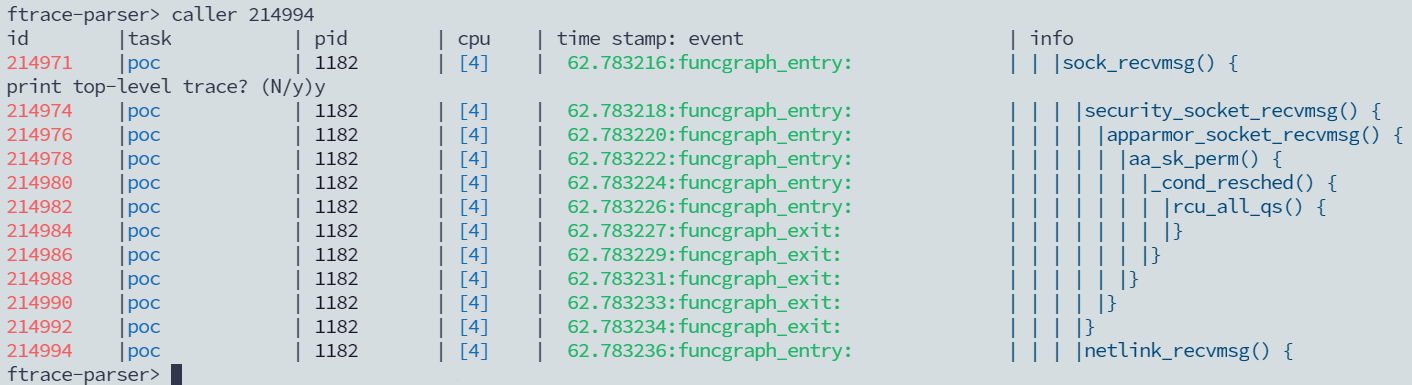 ftrace-parser> caller 214994
id |task | pid | cpu | time stamp: event | info
214971 |poc | 1182 | [4] | 62.783216:funcgraph_entry: | | |sock_recvmsg() {
print top-level trace? (N/y)y
214974 |poc | 1182 | [4] | 62.783218:funcgraph_entry: | | | |security_socket_recvmsg() {
214976 |poc | 1182 | [4] | 62.783220:funcgraph_entry: | | | | |apparmor_socket_recvmsg() {
214978 |poc | 1182 | [4] | 62.783222:funcgraph_entry: | | | | | |aa_sk_perm() {
214980 |poc | 1182 | [4] | 62.783224:funcgraph_entry: | | | | | | |_cond_resched() {
214982 |poc | 1182 | [4] | 62.783226:funcgraph_entry: | | | | | | | |rcu_all_qs() {
214984 |poc | 1182 | [4] | 62.783227:funcgraph_exit: | | | | | | | |}
214986 |poc | 1182 | [4] | 62.783229:funcgraph_exit: | | | | | | |}
214988 |poc | 1182 | [4] | 62.783231:funcgraph_exit: | | | | | |}
214990 |poc | 1182 | [4] | 62.783233:funcgraph_exit: | | | | |}
214992 |poc | 1182 | [4] | 62.783234:funcgraph_exit: | | | |}
214994 |poc | 1182 | [4] | 62.783236:funcgraph_entry: | | | |netlink_recvmsg() {
ftrace-parser>